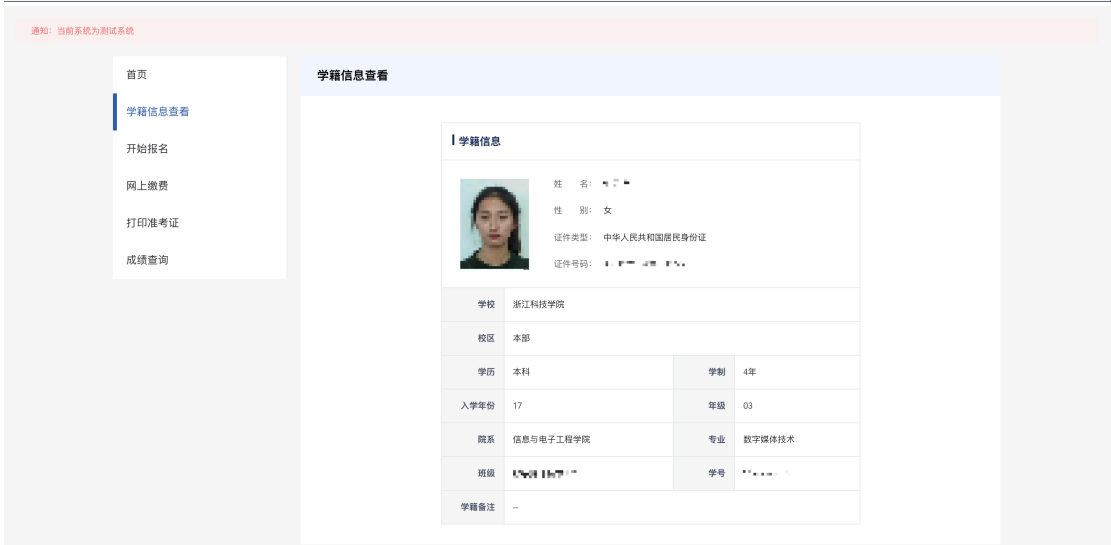 通知：当前系统为测试系统
首页
学籍信息查看
开始报名
网上缴费
打印准考证
成绩查询
学籍信息查看
学籍信息
姓 名：
性 别： 女
证件类型： 中华人民共和国居民身份证
证件号码：
学校 浙江科技学院
校区 本部
学历 本科 学制 4年
入学年份 17 年级 03
院系 信息与电子工程学院 专业 数字媒体技术
班级 学号
学籍备注 --